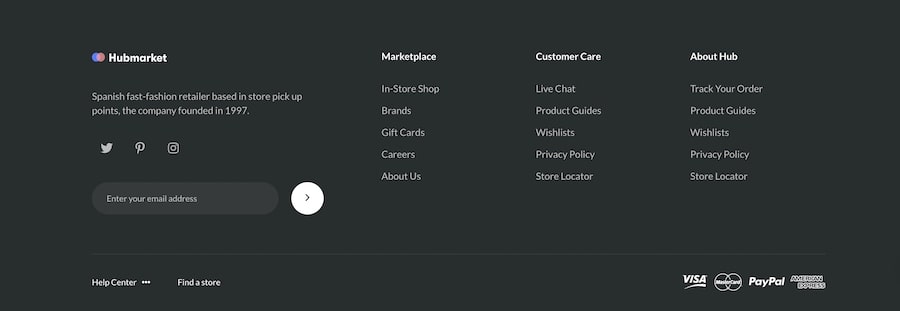 Hubmarket
Spanish fast-fashion retailer based in store pick up
points, the company founded in 1997.
Enter your email address
Marketplace
In-Store Shop
Brands
Gift Cards
Careers
About Us
Customer Care
Live Chat
Product Guides
Wishlists
Privacy Policy
Store Locator
About Hub
Track Your Order
Product Guides
Wishlists
Privacy Policy
Store Locator
Help Center •••
Find a store
VISA
MasterCard
PayPal
AMERICAN
EXPRESS